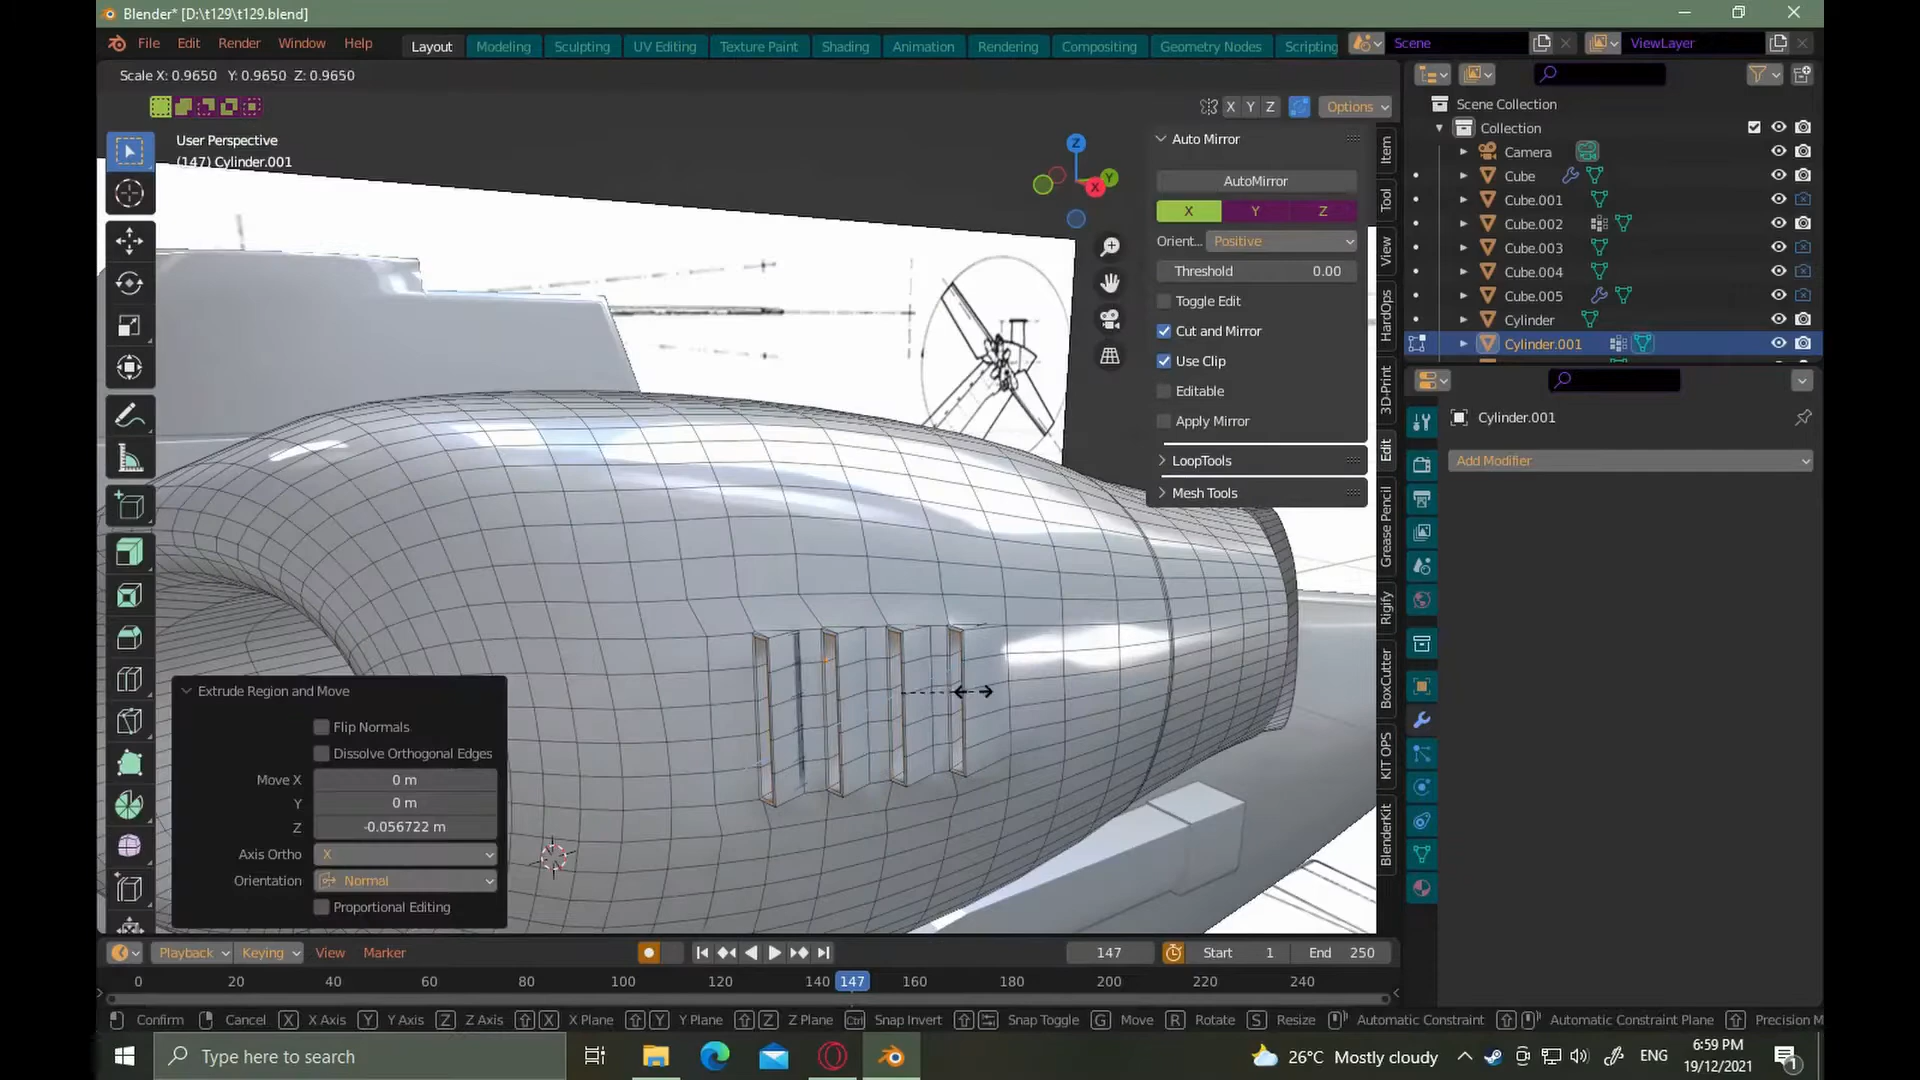 Blender* [D:\t129\t129.blend]
File Edit Render Window Help
Layout Modeling Sculpting UV Editing Texture Paint Shading Animation Rendering Compositing Geometry Nodes Scripting
Scene
ViewLayer
Scale X: 0.9650 Y: 0.9650 Z: 0.9650
X Y Z
Options
User Perspective
(147) Cylinder.001
Z
Y
X
Auto Mirror
AutoMirror
X Y Z
Orient... Positive
Threshold 0.00
Toggle Edit
Cut and Mirror
Use Clip
Editable
Apply Mirror
LoopTools
Mesh Tools
Item
Tool
View
HardOps
3D-Print
Edit
Grease Pencil
Rigify
BoxCutter
KIT OPS
BlenderKit
Scene Collection
Collection
Camera
Cube
Cube.001
Cube.002
Cube.003
Cube.004
Cube.005
Cylinder
Cylinder.001
Cylinder.001
Add Modifier
Extrude Region and Move
Flip Normals
Dissolve Orthogonal Edges
Move X 0 m
Y 0 m
Z -0.056722 m
Axis Ortho X
Orientation Normal
Proportional Editing
Playback Keying View Marker
147 Start 1 End 250
0 20 40 60 80 100 120 140 147 160 180 200 220 240
Confirm Cancel X X Axis Y Y Axis Z Z Axis X X Plane Y Y Plane Z Z Plane Ctrl Snap Invert Snap Toggle G Move R Rotate S Resize Automatic Constraint Automatic Constraint Plane Precision M
Type here to search
26°C Mostly cloudy
ENG
6:59 PM
19/12/2021
1